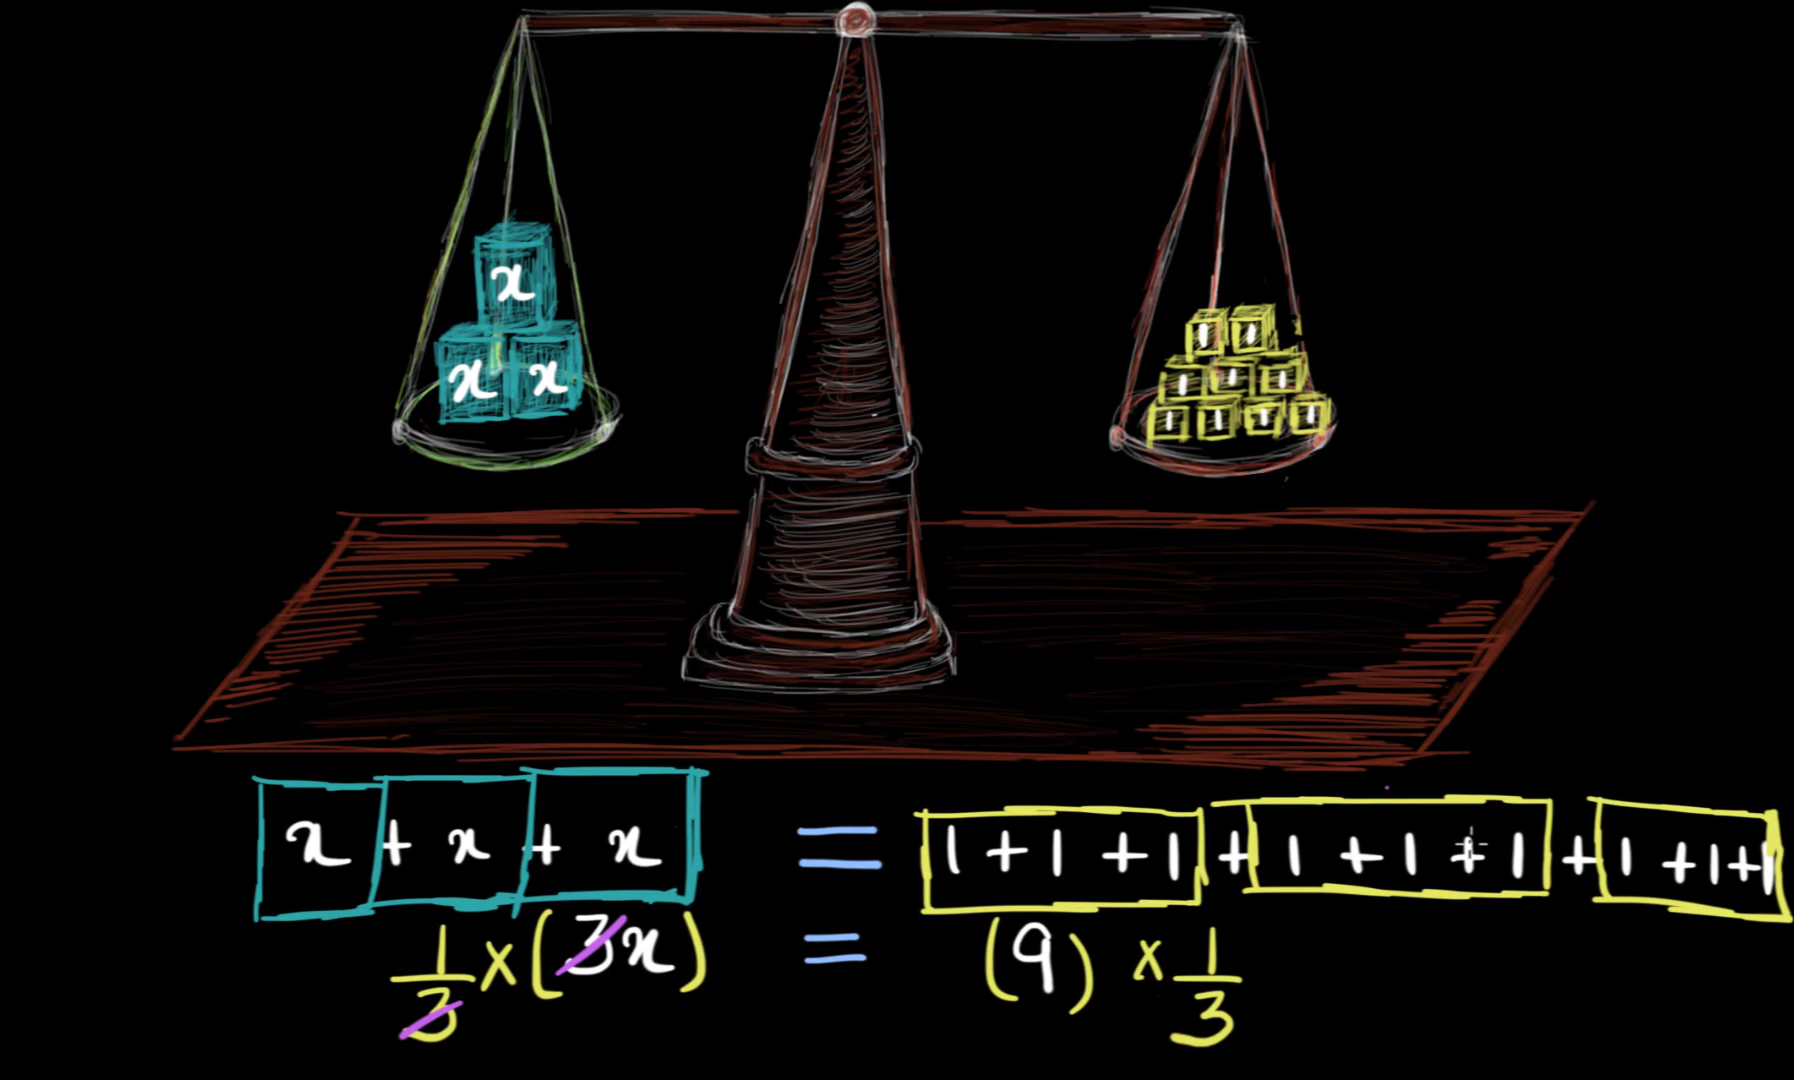 x
x x
1 1
1 1 1
1 1 1 1
x + x + x = 1 + 1 + 1 + 1 + 1 + 1 + 1 + 1 + 1
1/3 × (3x) = (9) × 1/3